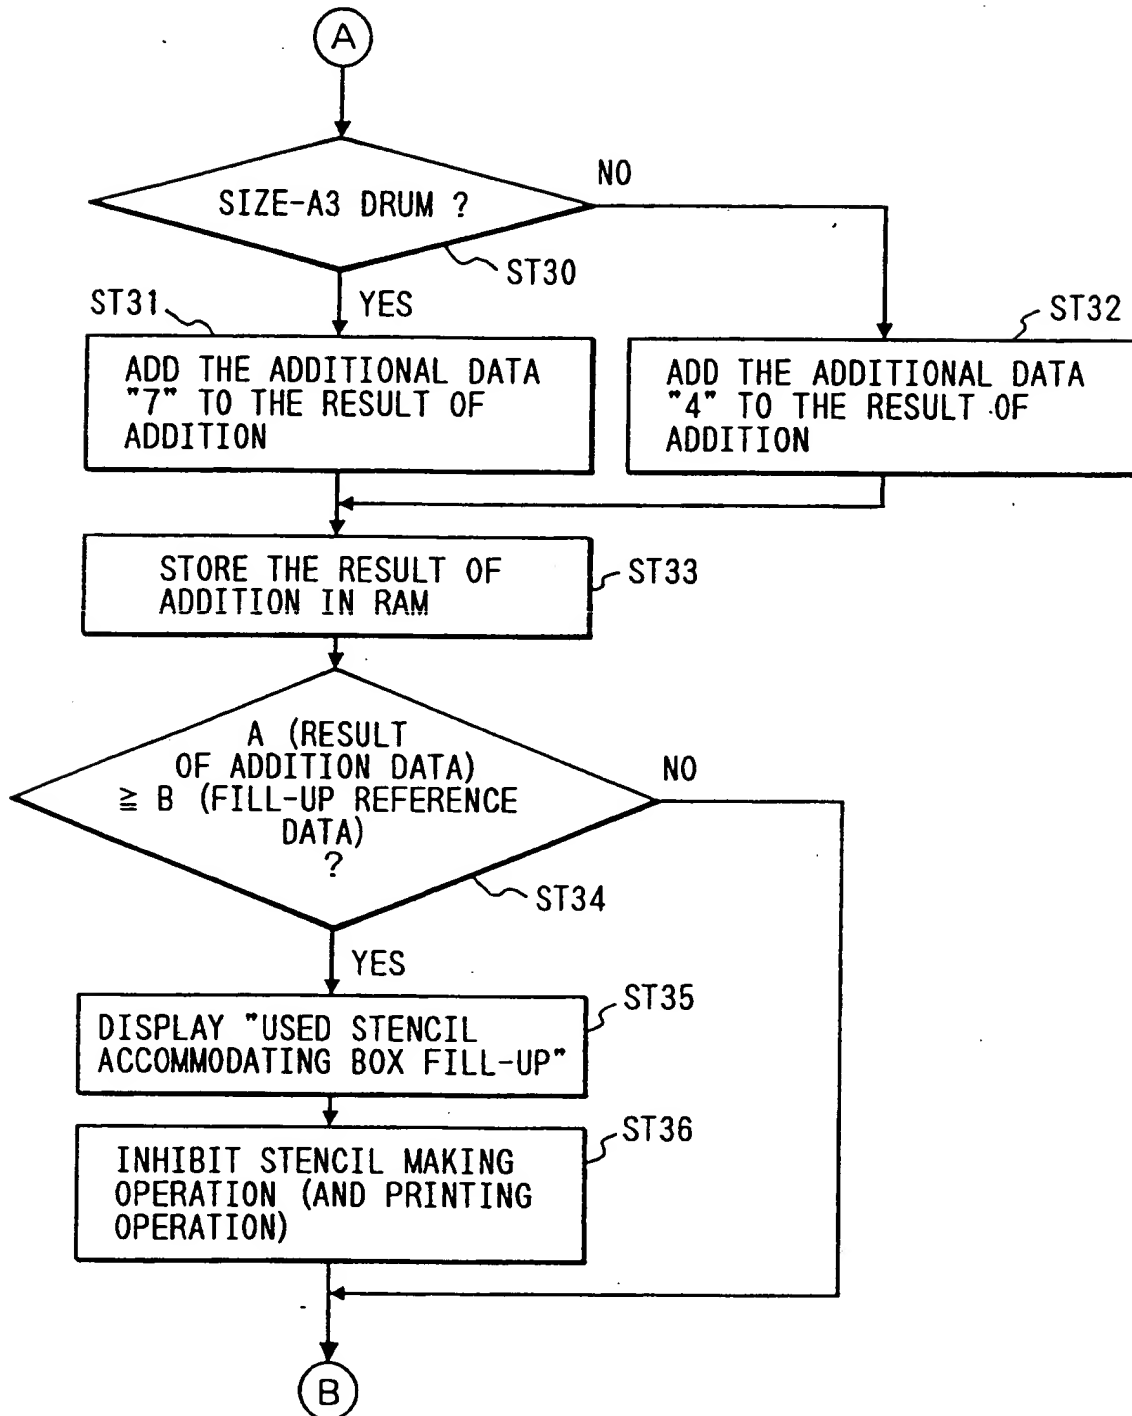 A
SIZE-A3 DRUM ?
NO
ST30
YES
ST31
ST32
ADD THE ADDITIONAL DATA
"7" TO THE RESULT OF
ADDITION
ADD THE ADDITIONAL DATA
"4" TO THE RESULT OF
ADDITION
STORE THE RESULT OF
ADDITION IN RAM
ST33
A (RESULT
OF ADDITION DATA)
≧ B (FILL-UP REFERENCE
DATA)
?
NO
ST34
YES
ST35
DISPLAY "USED STENCIL
ACCOMMODATING BOX FILL-UP"
ST36
INHIBIT STENCIL MAKING
OPERATION (AND PRINTING
OPERATION)
B